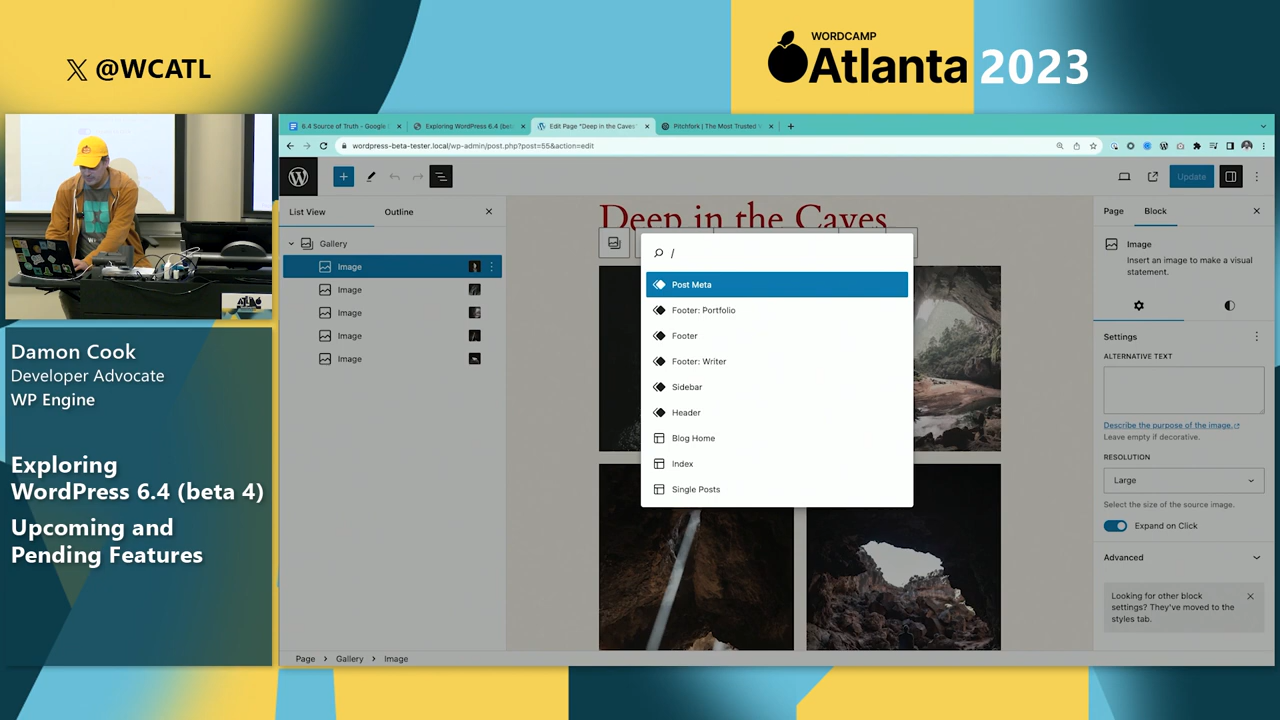 𝕏 @WCATL
WORDCAMP
Atlanta 2023
6.4 Source of Truth - Google
Exploring WordPress 6.4 (beta
Edit Page "Deep in the Caves"
Pitchfork | The Most Trusted
wordpress-beta-tester.local/wp-admin/post.php?post=55&action=edit
Update
List View
Outline
Gallery
Image
Image
Image
Image
Image
Deep in the Caves
/
Post Meta
Footer: Portfolio
Footer
Footer: Writer
Sidebar
Header
Blog Home
Index
Single Posts
Page
Block
Image
Insert an image to make a visual
statement.
Settings
ALTERNATIVE TEXT
Describe the purpose of the image.
Leave empty if decorative.
RESOLUTION
Large
Select the size of the source image.
Expand on Click
Advanced
Looking for other block
settings? They've moved to the
styles tab.
Page > Gallery > Image
Damon Cook
Developer Advocate
WP Engine
Exploring
WordPress 6.4 (beta 4)
Upcoming and
Pending Features